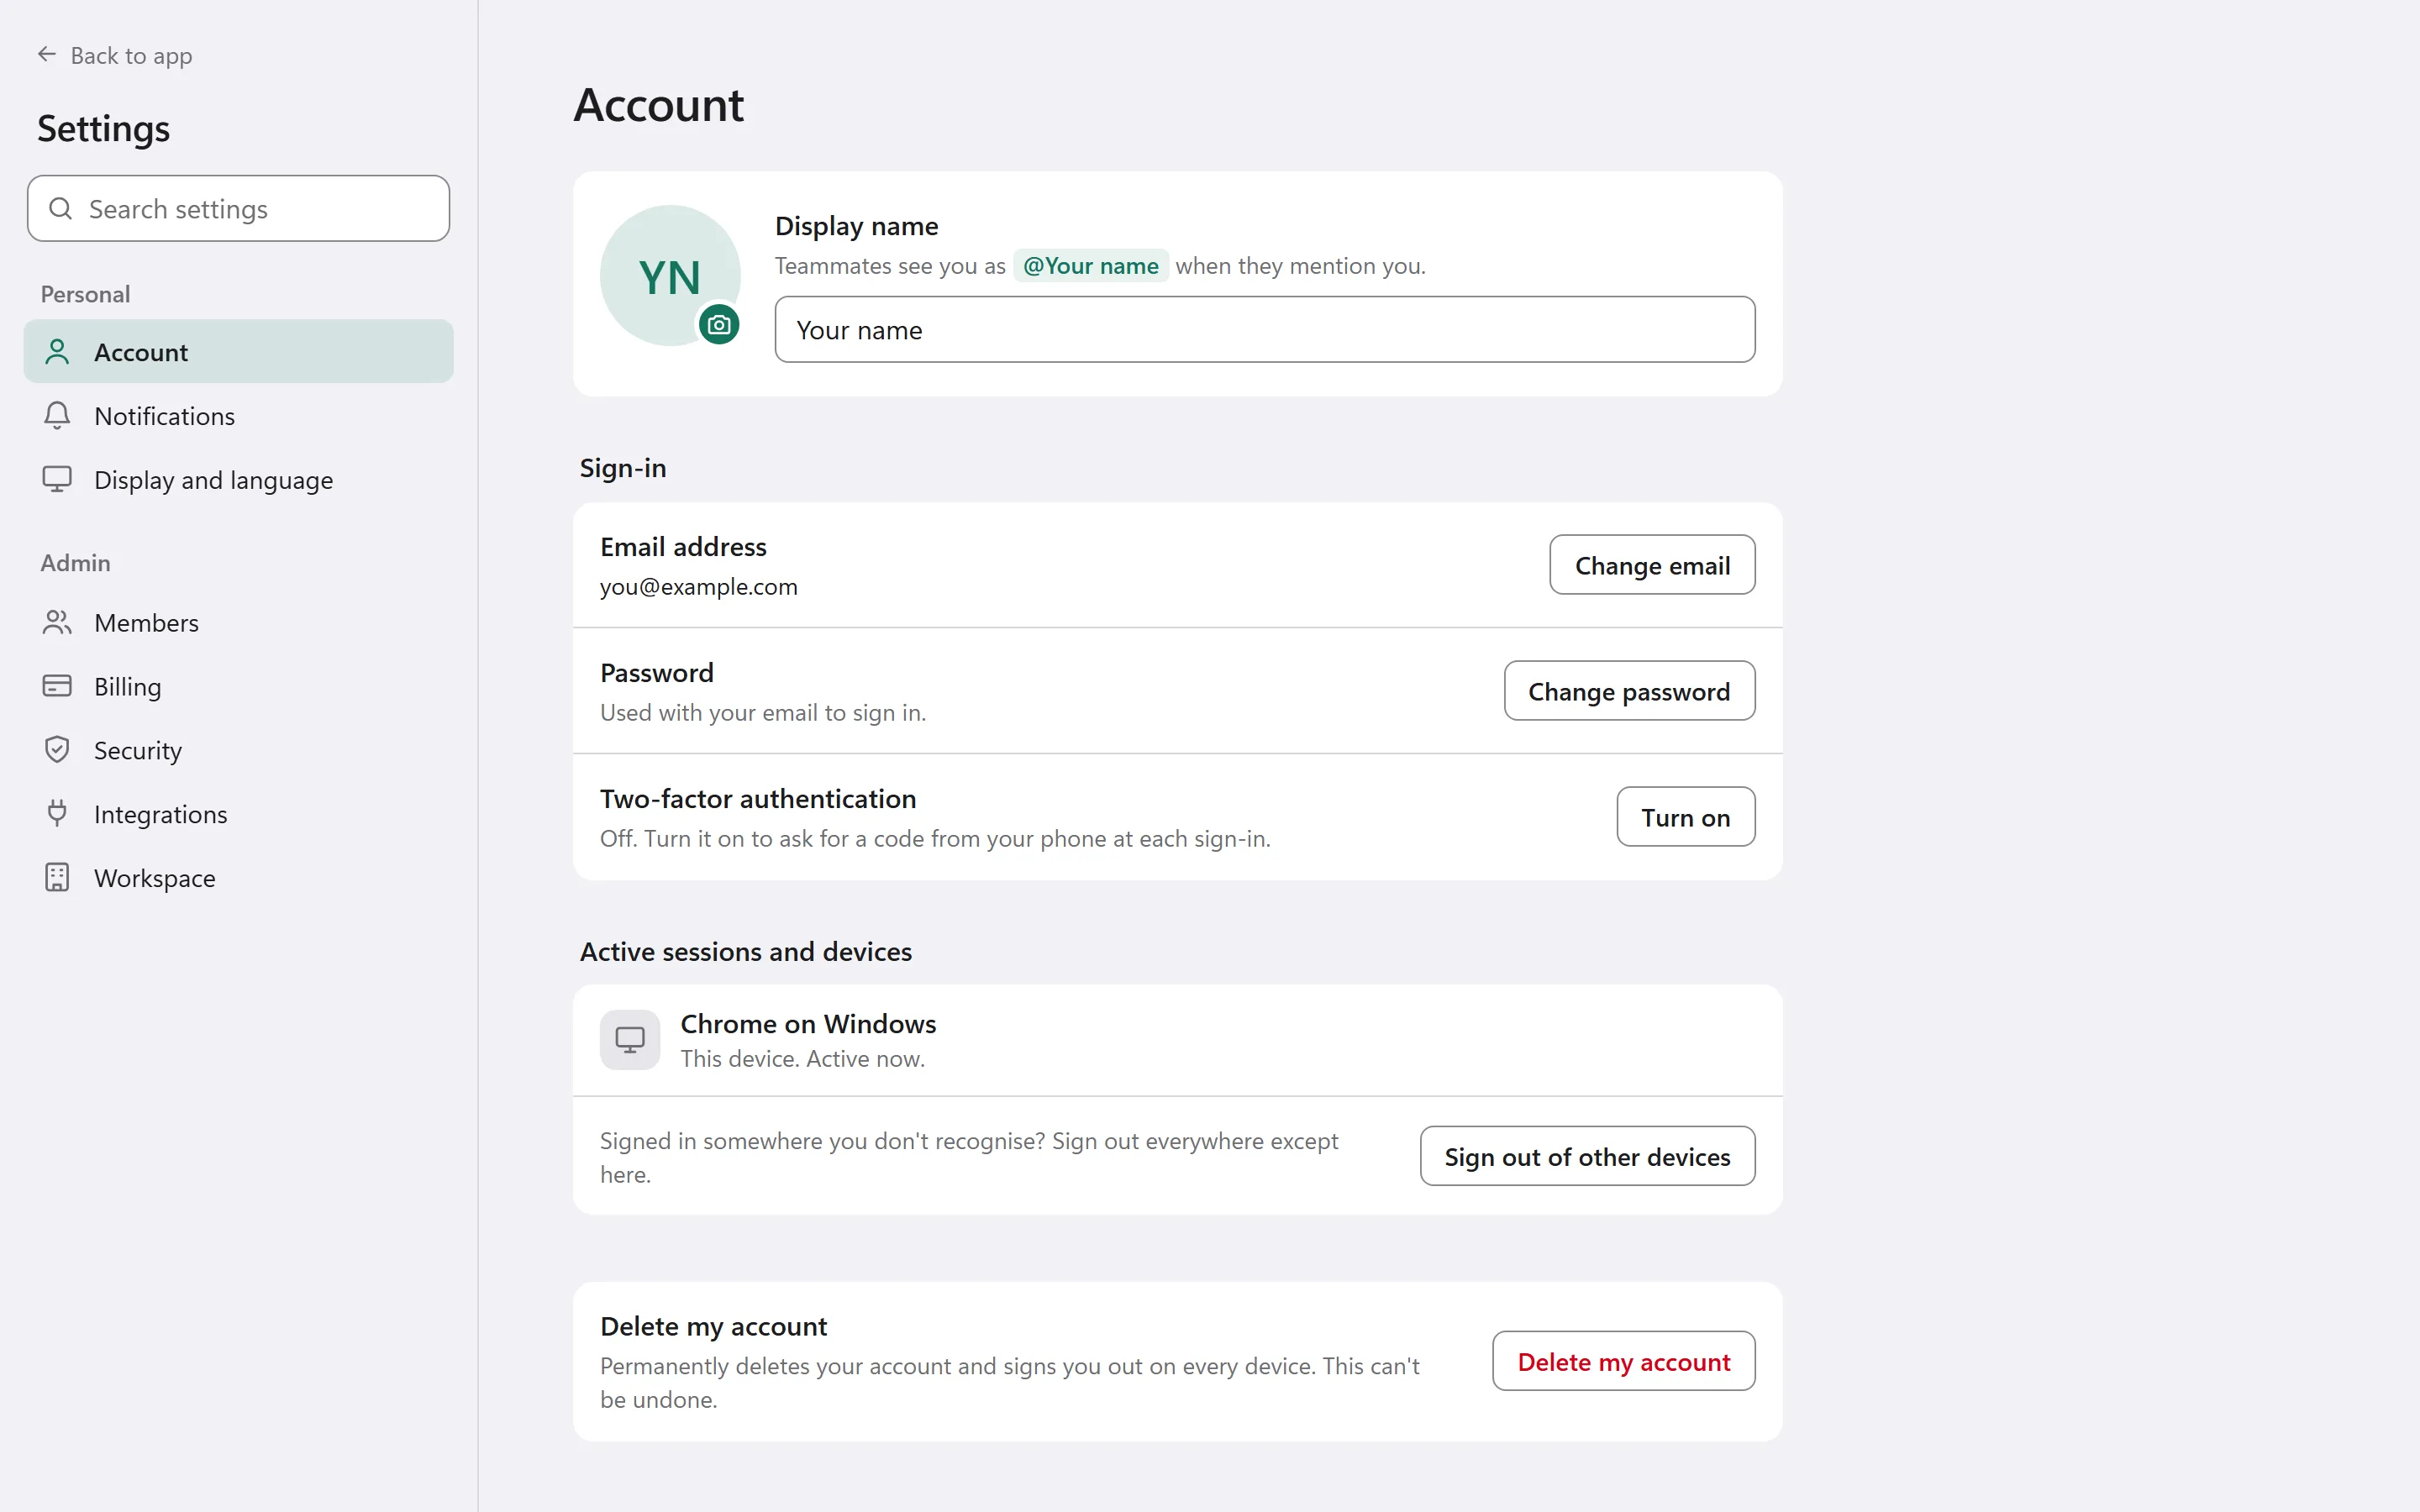 Back to app
Settings
Search settings
Personal
Account
Notifications
Display and language
Admin
Members
Billing
Security
Integrations
Workspace
Account
YN
Display name
Teammates see you as @Your name when they mention you.
Your name
Sign-in
Email address
you@example.com
Change email
Password
Used with your email to sign in.
Change password
Two-factor authentication
Off. Turn it on to ask for a code from your phone at each sign-in.
Turn on
Active sessions and devices
Chrome on Windows
This device. Active now.
Signed in somewhere you don't recognise? Sign out everywhere except
here.
Sign out of other devices
Delete my account
Permanently deletes your account and signs you out on every device. This can't
be undone.
Delete my account